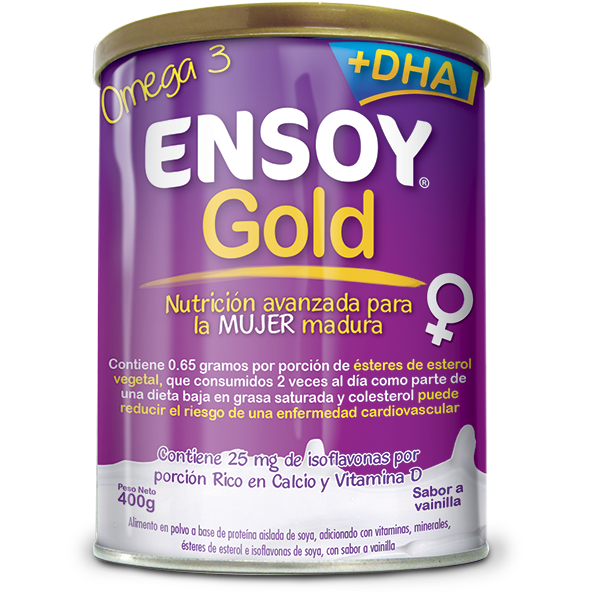 Omega 3
+DHA
ENSOY®
Gold
Nutrición avanzada para
la MUJER madura
Contiene 0.65 gramos por porción de ésteres de esterol
vegetal, que consumidos 2 veces al día como parte de
una dieta baja en grasa saturada y colesterol puede
reducir el riesgo de una enfermedad cardiovascular
Contiene 25 mg de isoflavonas por
porción Rico en Calcio y Vitamina D
Peso Neto
400g
Sabor a
vainilla
Alimento en polvo a base de proteína aislada de soya, adicionado con vitaminas, minerales,
ésteres de esterol e isoflavonas de soya, con sabor a vainilla